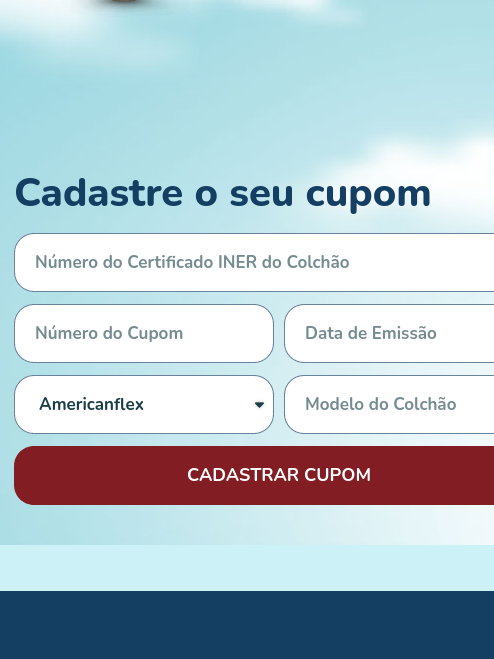 Cadastre o seu cupom
Número do Certificado INER do Colchão
Número do Cupom
Data de Emissão
Americanflex
Modelo do Colchão
CADASTRAR CUPOM